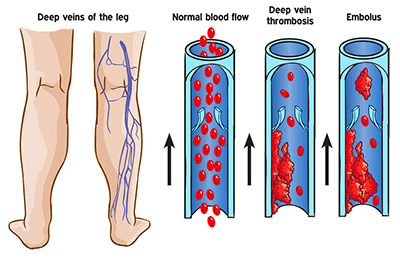 Deep veins of the leg
Normal blood flow
Deep vein
thrombosis
Embolus